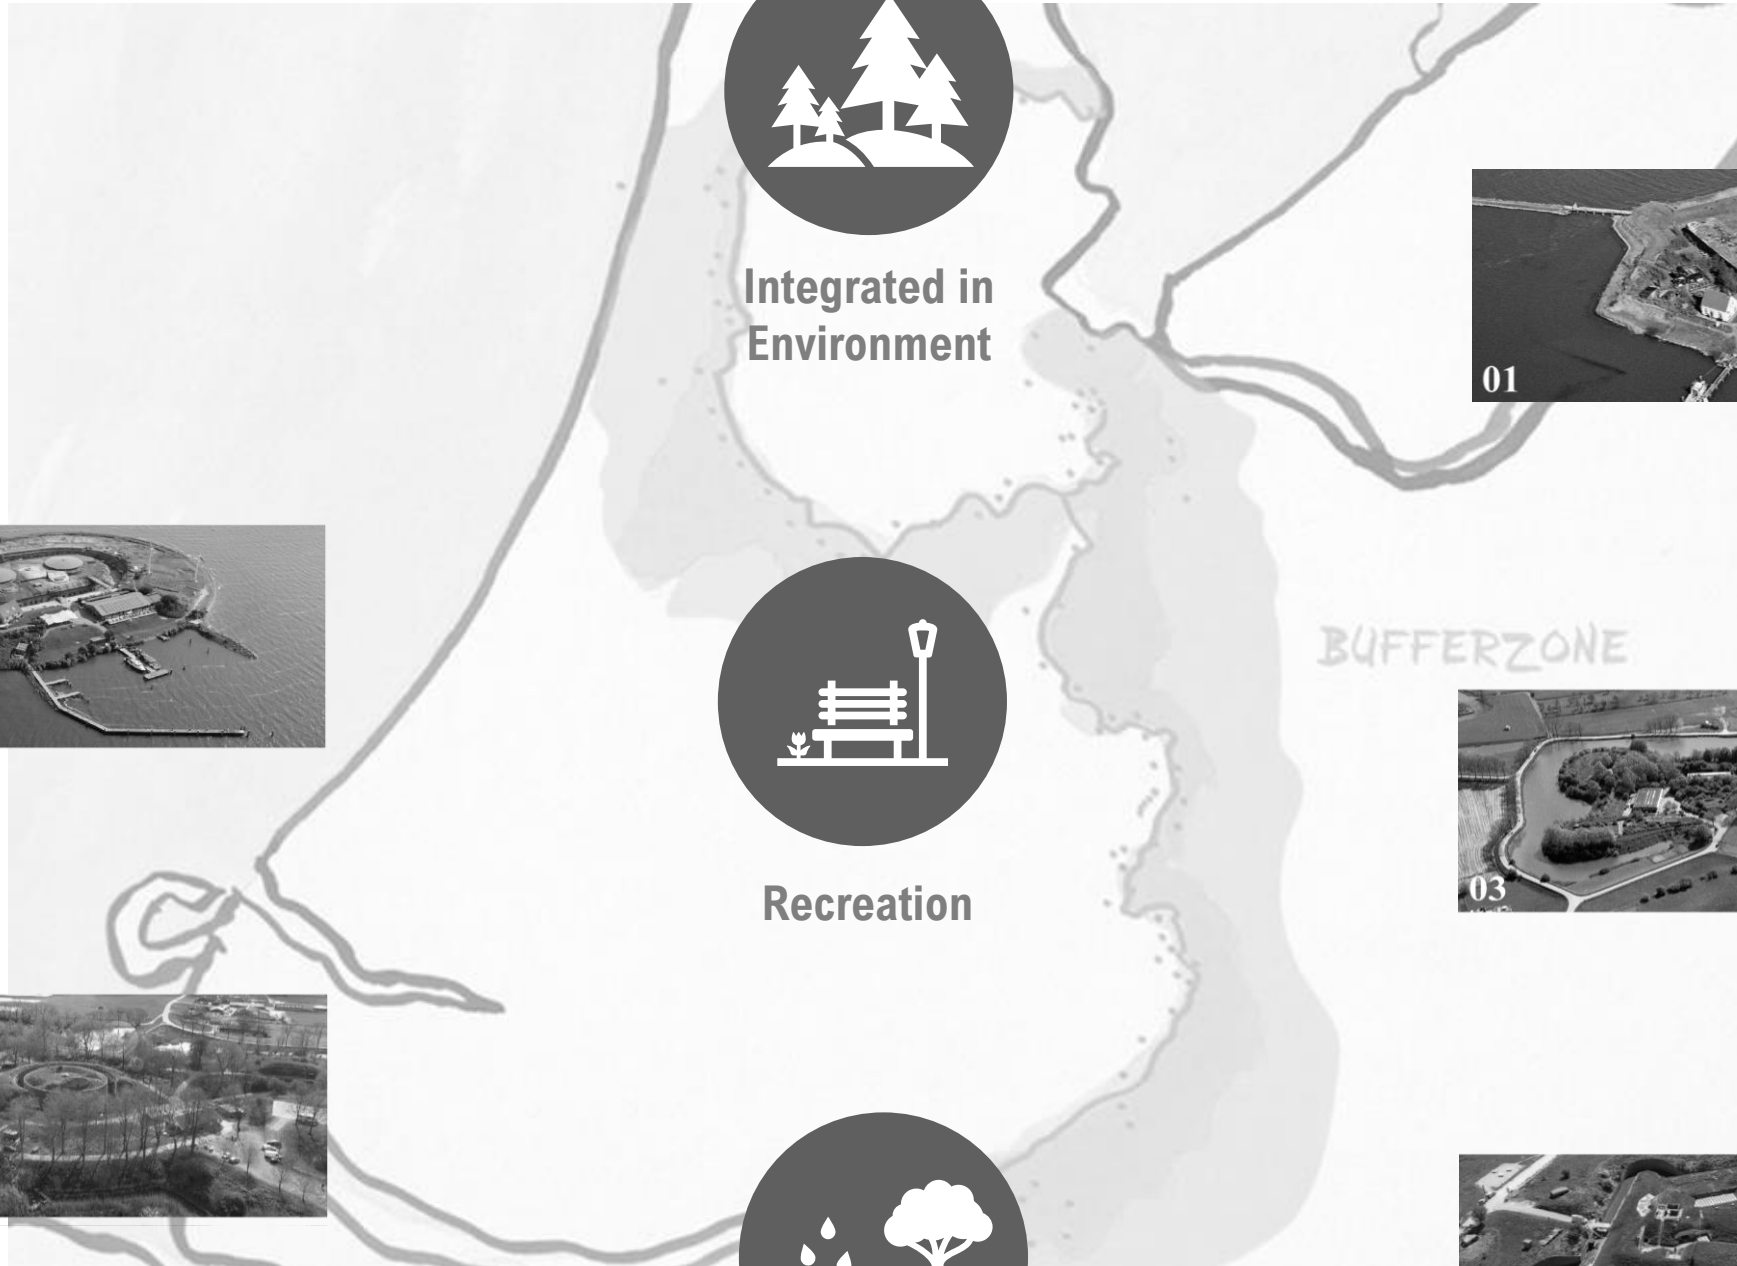 Integrated in
Environment
01
BUFFERZONE
03
Recreation